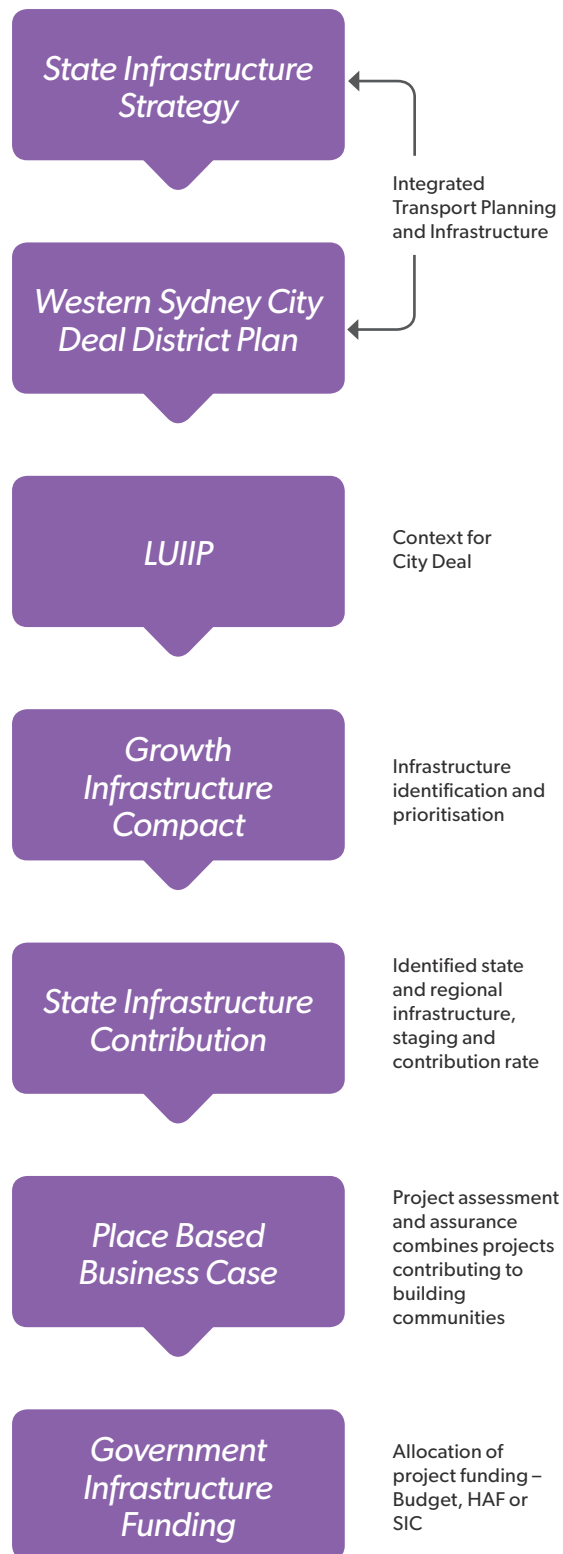 State Infrastructure
Strategy
Integrated
Transport Planning
and Infrastructure
Western Sydney City
Deal District Plan
LUIIP
Context for
City Deal
Growth
Infrastructure
Compact
Infrastructure
identification and
prioritisation
State Infrastructure
Contribution
Identified state
and regional
infrastructure,
staging and
contribution rate
Place Based
Business Case
Project assessment
and assurance
combines projects
contributing to
building
communities
Government
Infrastructure
Funding
Allocation of
project funding –
Budget, HAF or
SIC